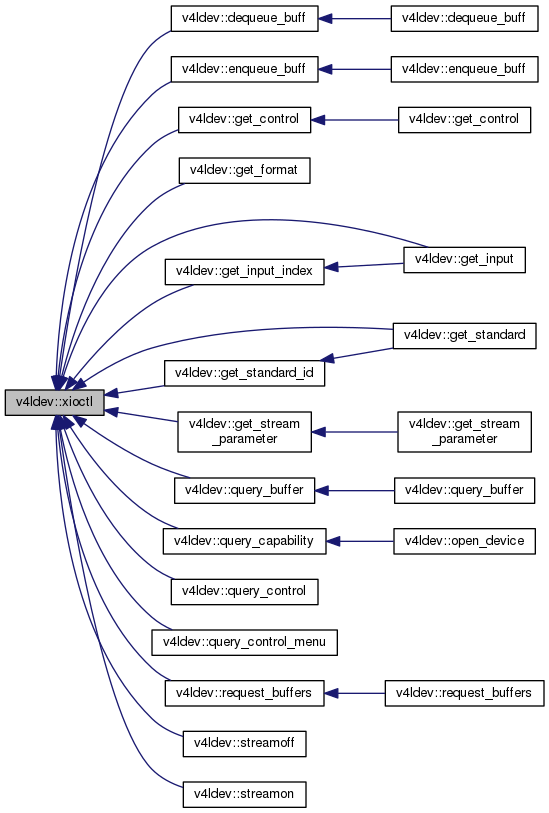 v4ldev::dequeue_buff
v4ldev::dequeue_buff
v4ldev::enqueue_buff
v4ldev::enqueue_buff
v4ldev::get_control
v4ldev::get_control
v4ldev::get_format
v4ldev::get_input
v4ldev::get_input_index
v4ldev::get_standard
v4ldev::get_standard_id
v4ldev::xioctl
v4ldev::get_stream
_parameter
v4ldev::get_stream
_parameter
v4ldev::query_buffer
v4ldev::query_buffer
v4ldev::query_capability
v4ldev::open_device
v4ldev::query_control
v4ldev::query_control_menu
v4ldev::request_buffers
v4ldev::request_buffers
v4ldev::streamoff
v4ldev::streamon